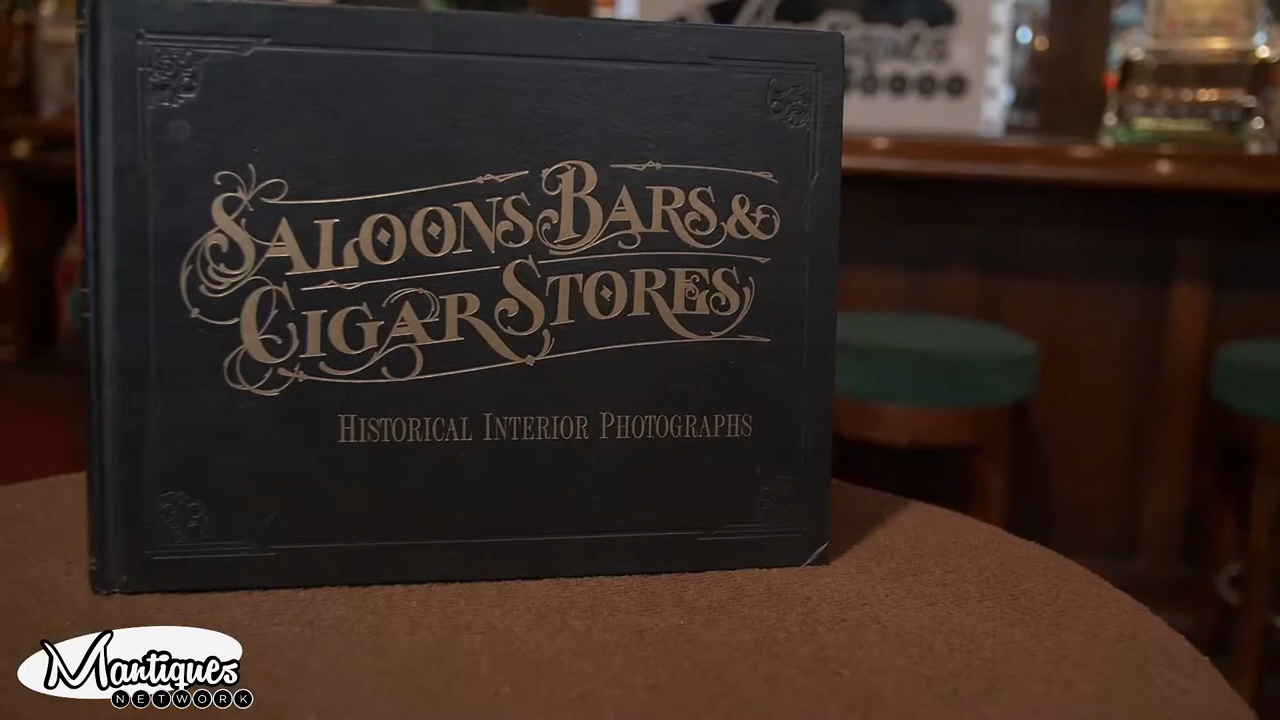 SALOONS BARS &
CIGAR STORES
HISTORICAL INTERIOR PHOTOGRAPHS
Mantiques
NETWORK